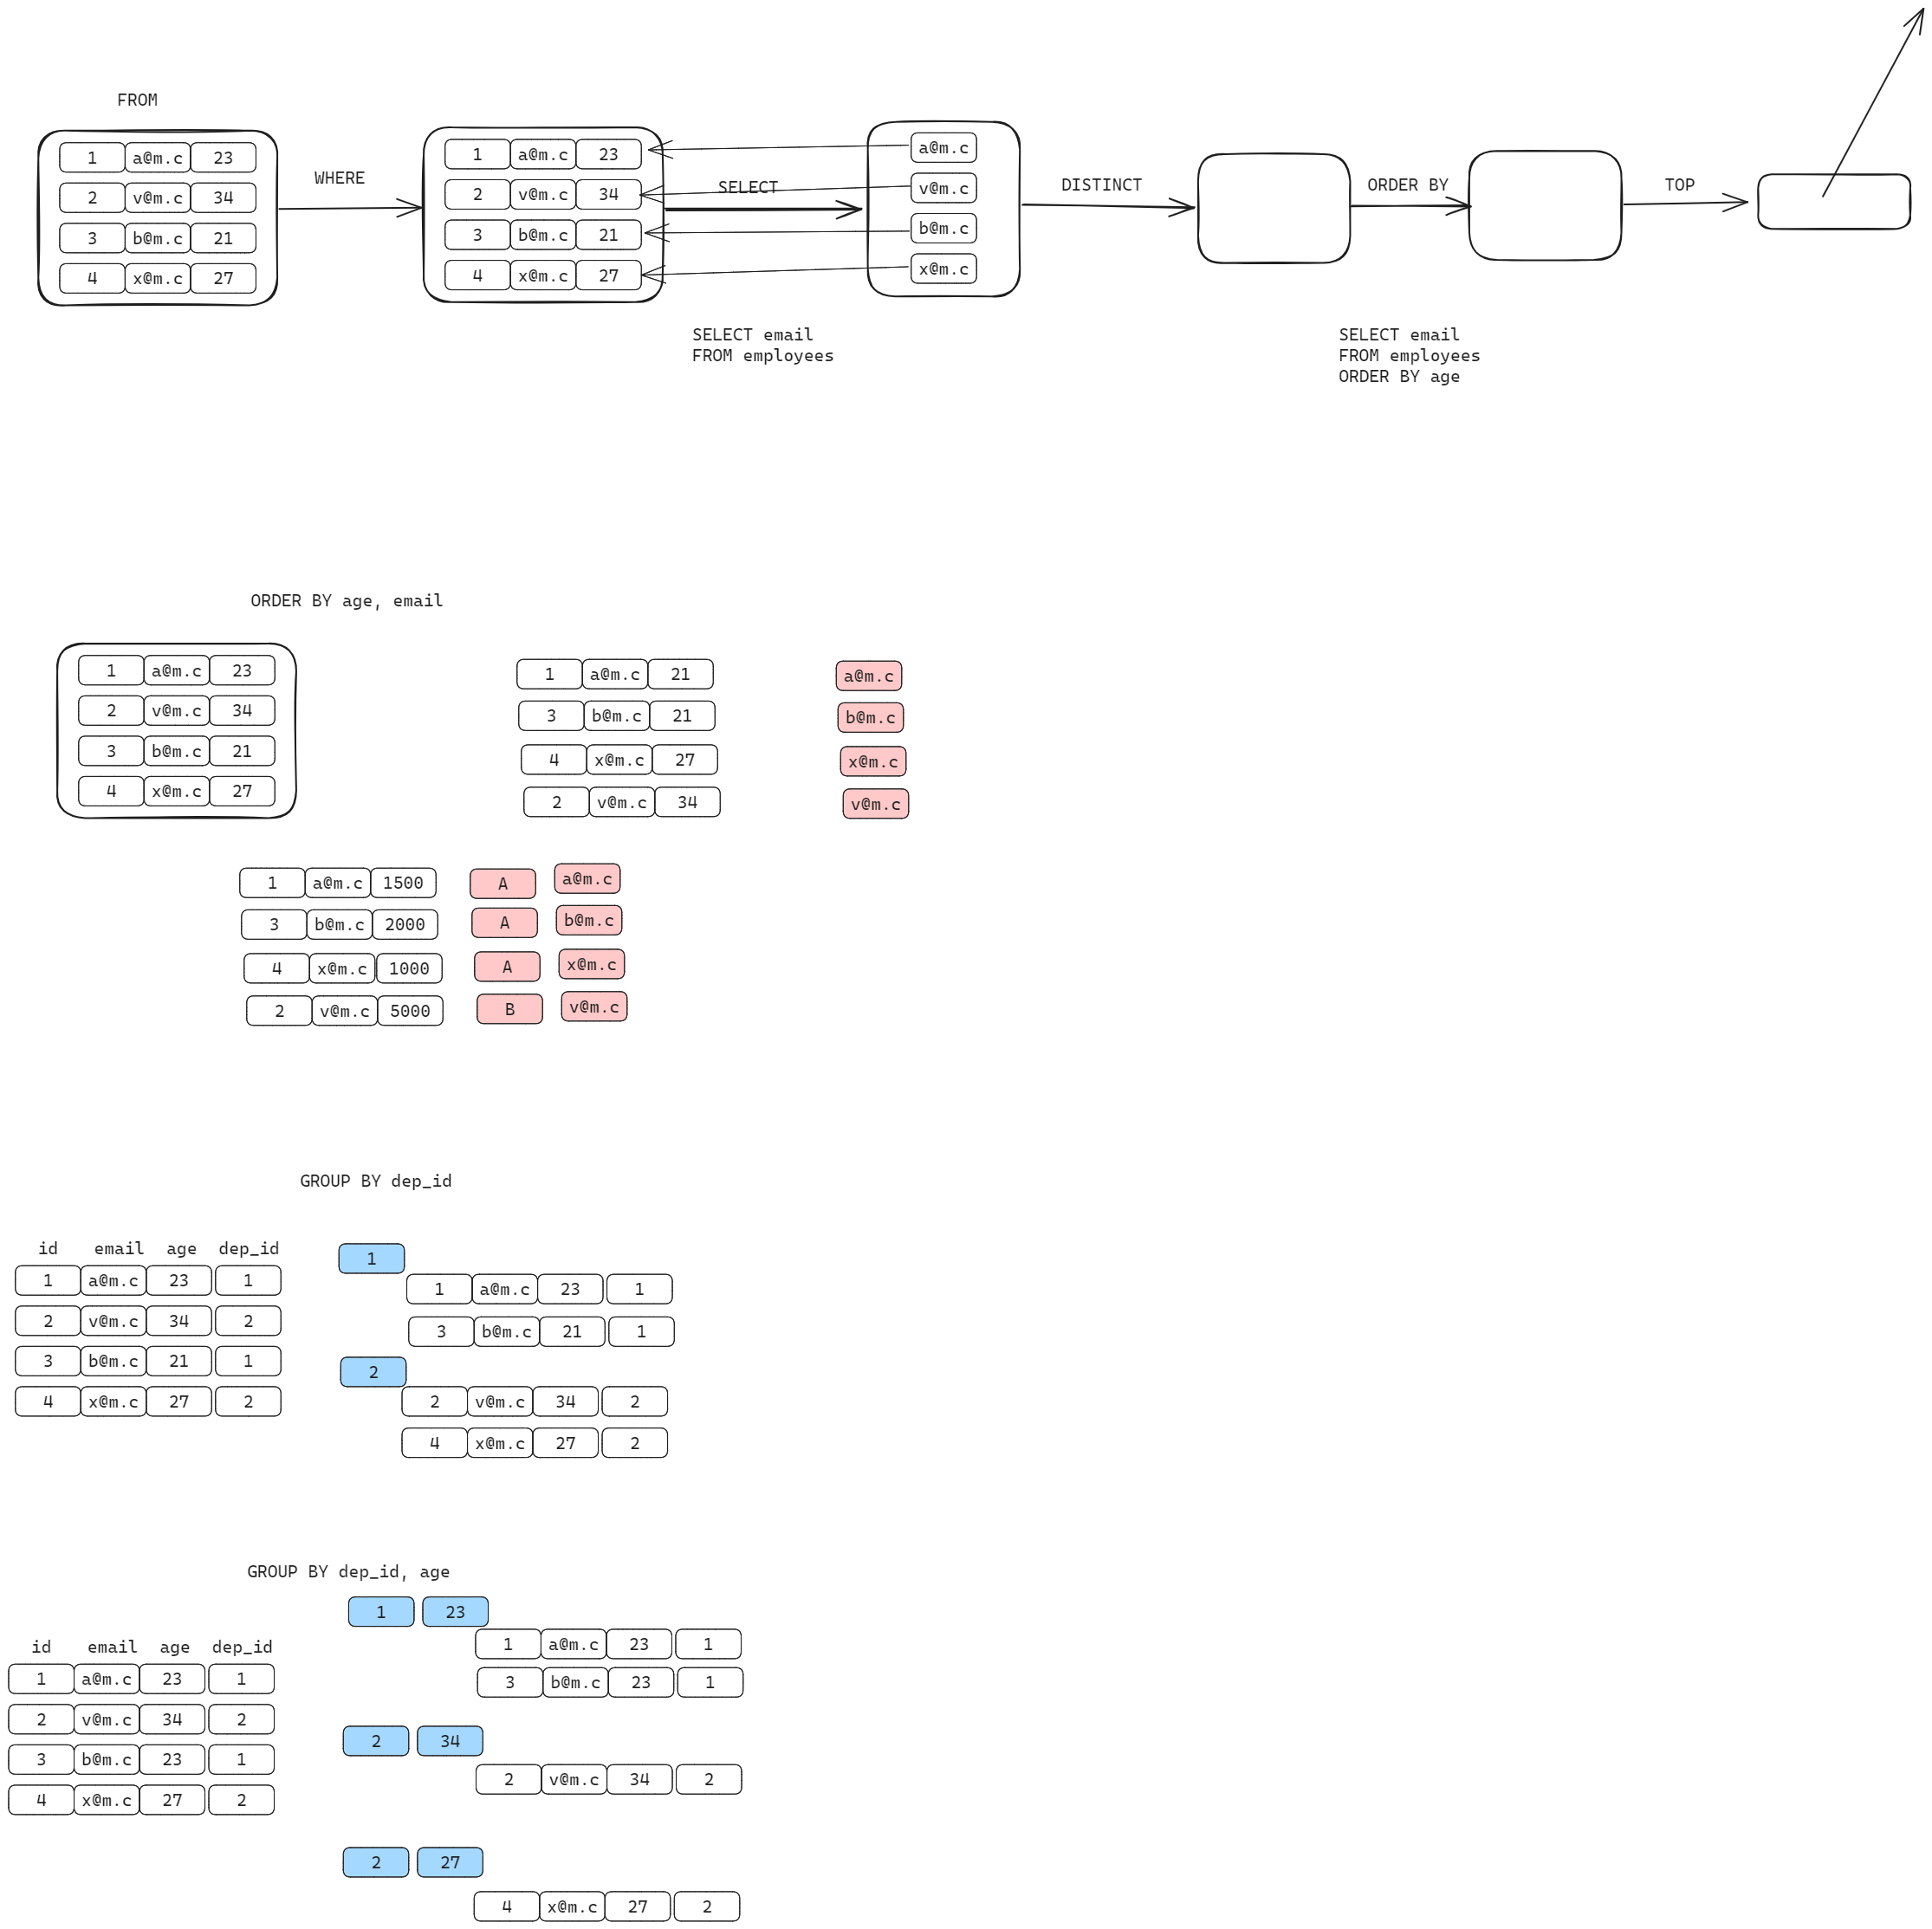 FROM
1 a@m.c 23
2 v@m.c 34
3 b@m.c 21
4 x@m.c 27
WHERE
1 a@m.c 23
2 v@m.c 34
3 b@m.c 21
4 x@m.c 27
SELECT
a@m.c
v@m.c
b@m.c
x@m.c
DISTINCT
ORDER BY
TOP
SELECT email
FROM employees
SELECT email
FROM employees
ORDER BY age
ORDER BY age, email
1 a@m.c 23
2 v@m.c 34
3 b@m.c 21
4 x@m.c 27
1 a@m.c 21
3 b@m.c 21
4 x@m.c 27
2 v@m.c 34
a@m.c
b@m.c
x@m.c
v@m.c
1 a@m.c 1500 A a@m.c
3 b@m.c 2000 A b@m.c
4 x@m.c 1000 A x@m.c
2 v@m.c 5000 B v@m.c
GROUP BY dep_id
id email age dep_id
1 a@m.c 23 1
2 v@m.c 34 2
3 b@m.c 21 1
4 x@m.c 27 2
1
1 a@m.c 23 1
3 b@m.c 21 1
2
2 v@m.c 34 2
4 x@m.c 27 2
GROUP BY dep_id, age
id email age dep_id
1 a@m.c 23 1
2 v@m.c 34 2
3 b@m.c 23 1
4 x@m.c 27 2
1 23
1 a@m.c 23 1
3 b@m.c 23 1
2 34
2 v@m.c 34 2
2 27
4 x@m.c 27 2